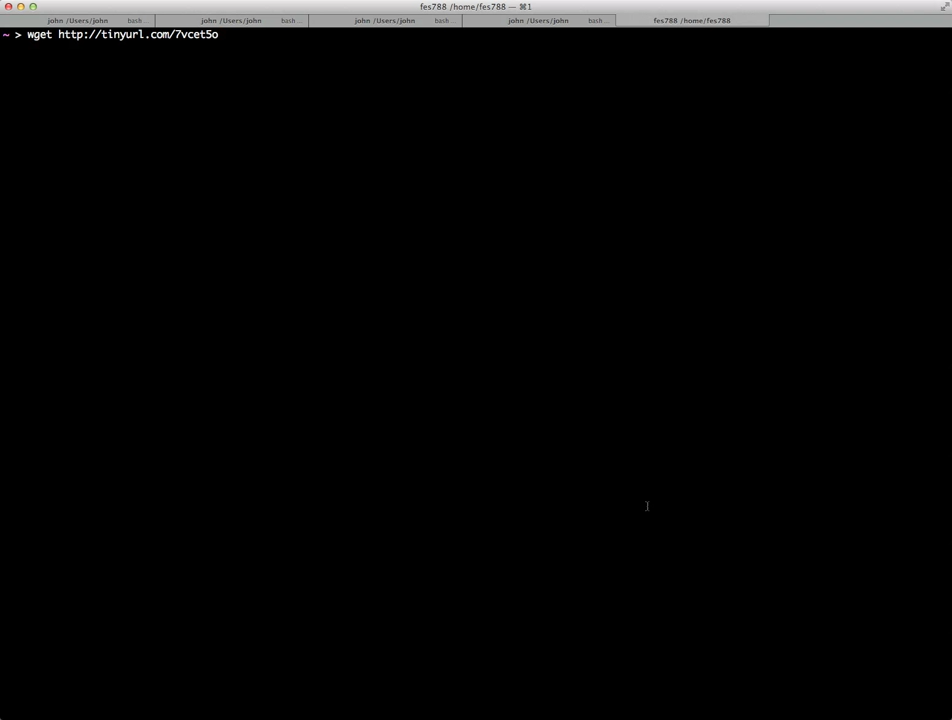 fes788 /home/fes788 — ⌘1
john /Users/john bash... john /Users/john bash... john /Users/john bash... john /Users/john bash... fes788 /home/fes788
~ > wget http://tinyurl.com/7vcet5o